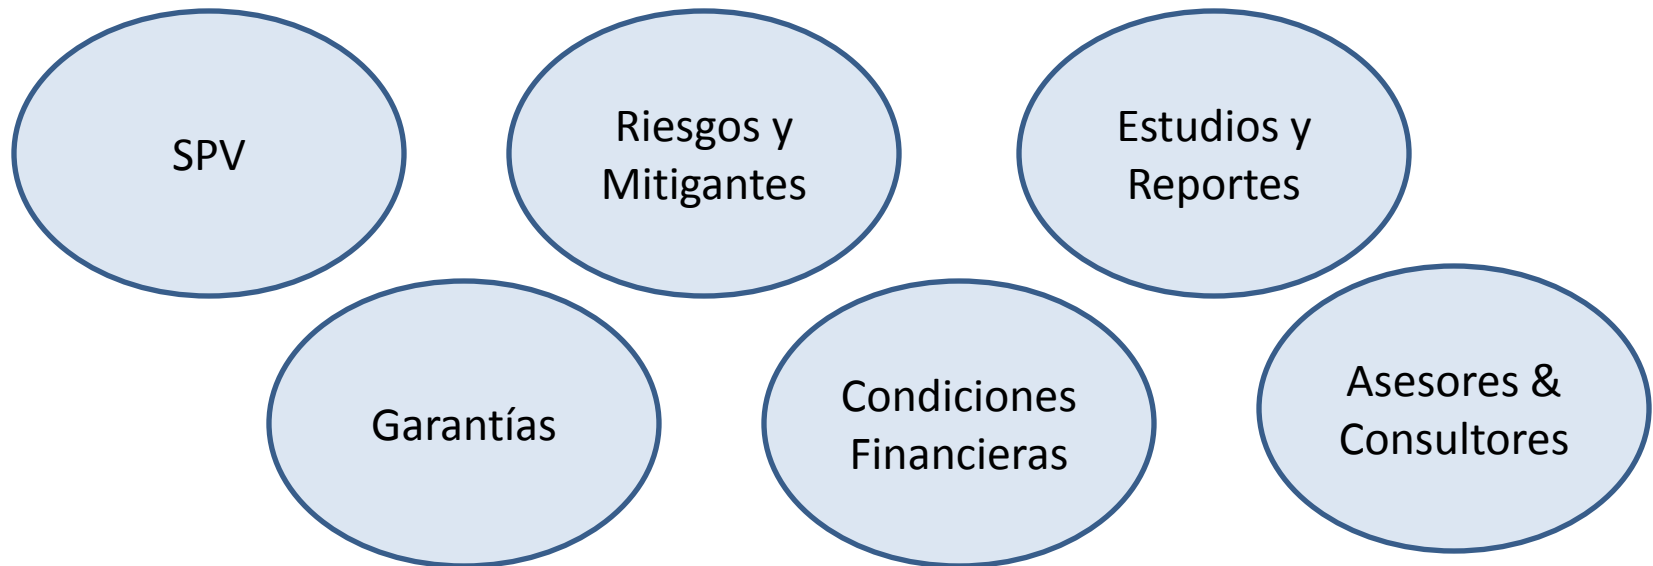 SPV
Riesgos y
Mitigantes
Estudios y
Reportes
Garantías
Condiciones
Financieras
Asesores &
Consultores